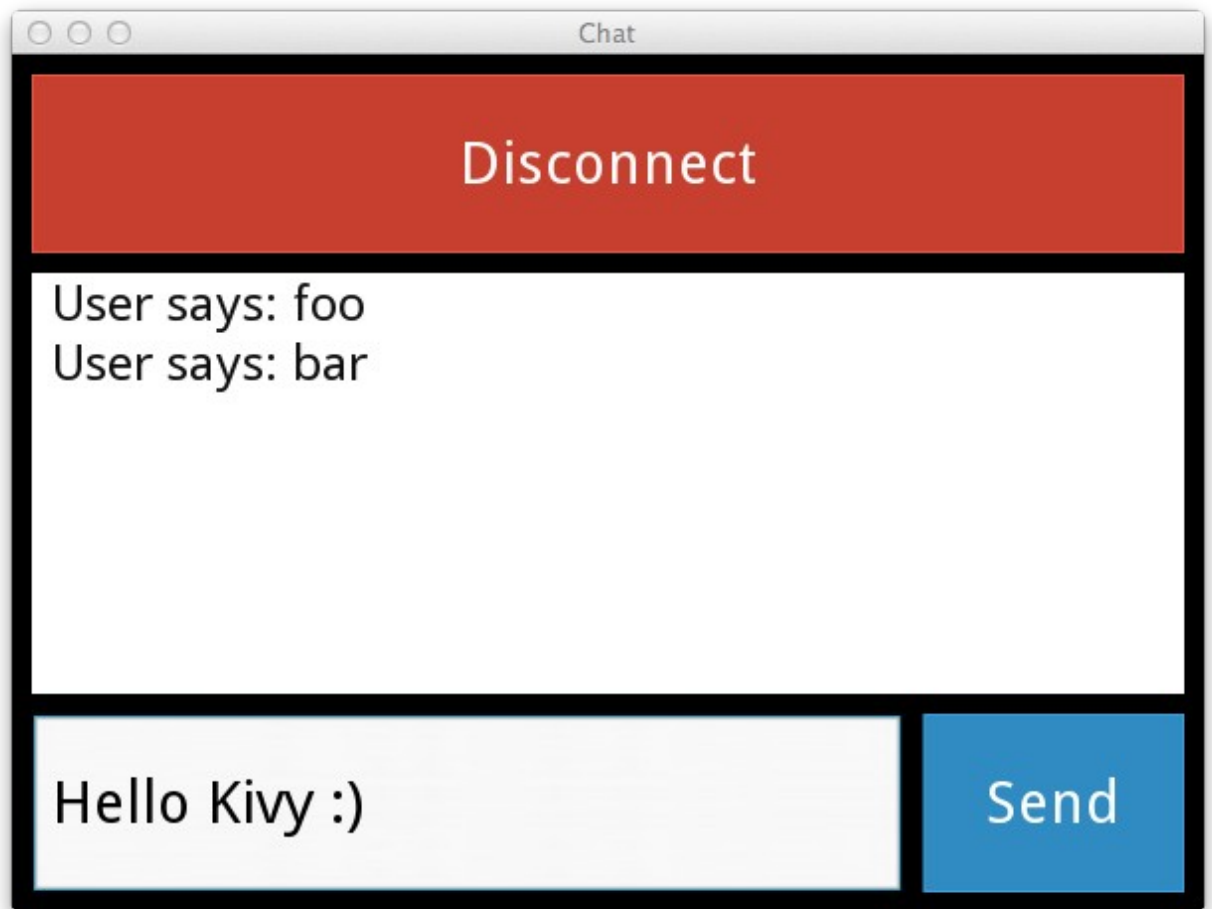 Chat
Disconnect
User says: foo
User says: bar
Hello Kivy :)
Send